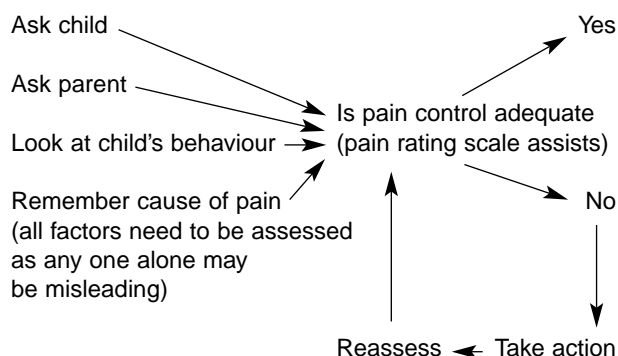 Ask child
Yes
Ask parent
Is pain control adequate
(pain rating scale assists)
Look at child's behaviour
Remember cause of pain
(all factors need to be assessed
as any one alone may
be misleading)
No
Reassess
Take action